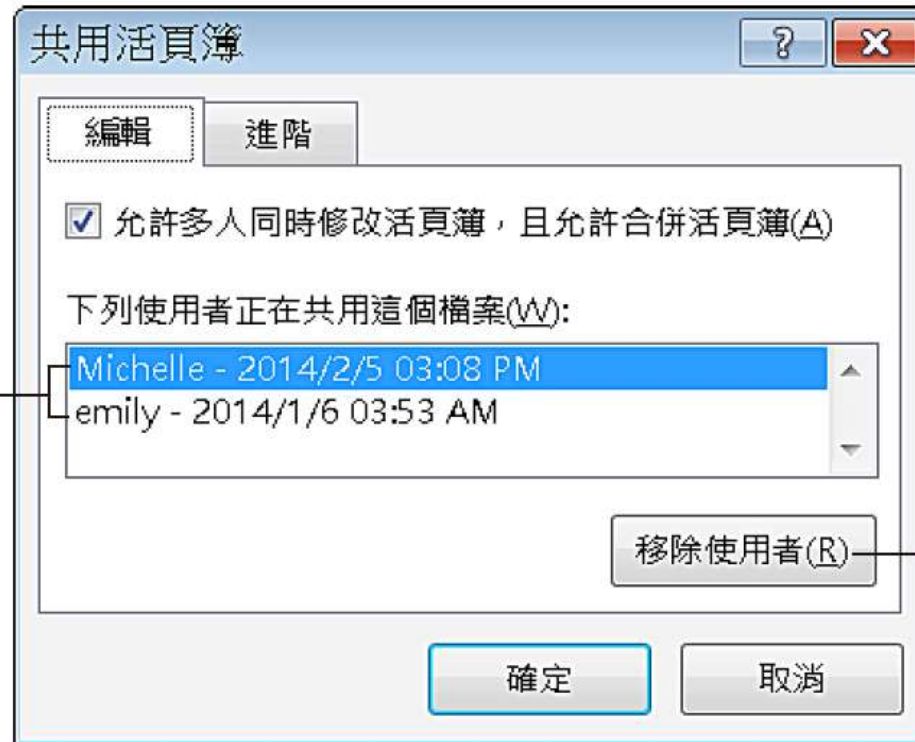 共用活頁簿
編輯
進階
允許多人同時修改活頁簿，且允許合併活頁簿(A)
下列使用者正在共用這個檔案(W):
Michelle - 2014/2/5 03:08 PM
emily - 2014/1/6 03:53 AM
移除使用者(R)
確定
取消